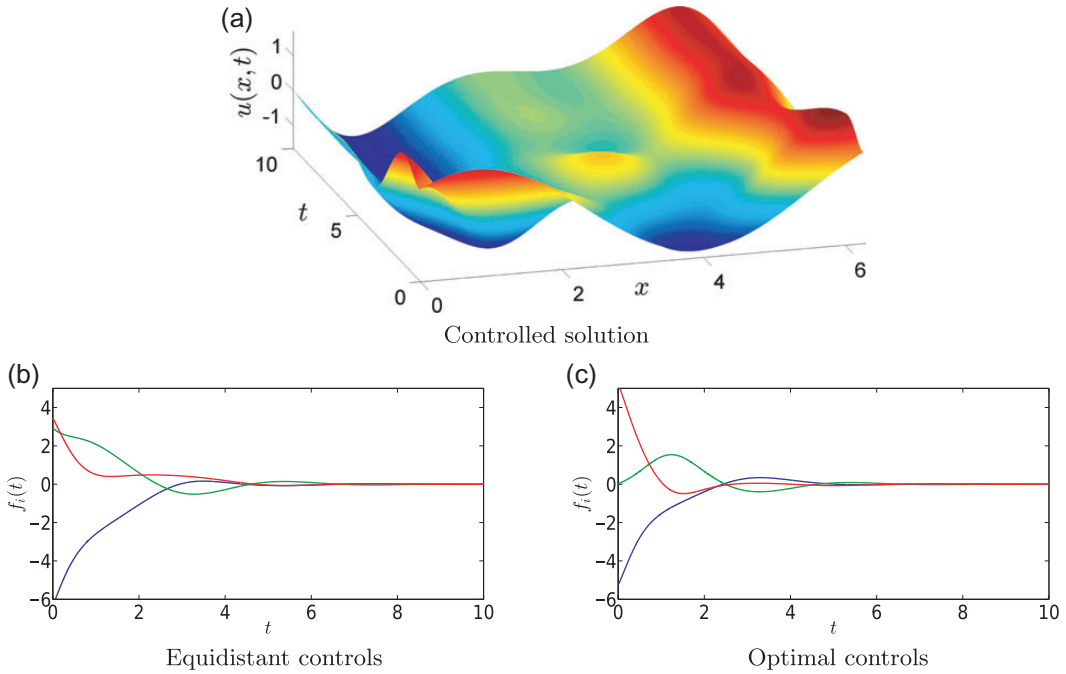 (a)
u(x,t)
1
0
-1
10
5
0
t
0
2
4
6
x
Controlled solution
(b)
4
2
0
−2
−4
−6
f_i(t)
0 2 4 6 8 10
t
Equidistant controls
(c)
4
2
0
−2
−4
−6
f_i(t)
0 2 4 6 8 10
t
Optimal controls